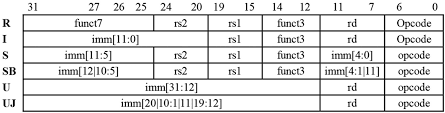 31 27 26 25 24 20 19 15 14 12 11 7 6 0
R funct7 rs2 rs1 funct3 rd Opcode
I imm[11:0] rs1 funct3 rd Opcode
S imm[11:5] rs2 rs1 funct3 imm[4:0] opcode
SB imm[12|10:5] rs2 rs1 funct3 imm[4:1|11] opcode
U imm[31:12] rd opcode
UJ imm[20|10:1|11|19:12] rd opcode